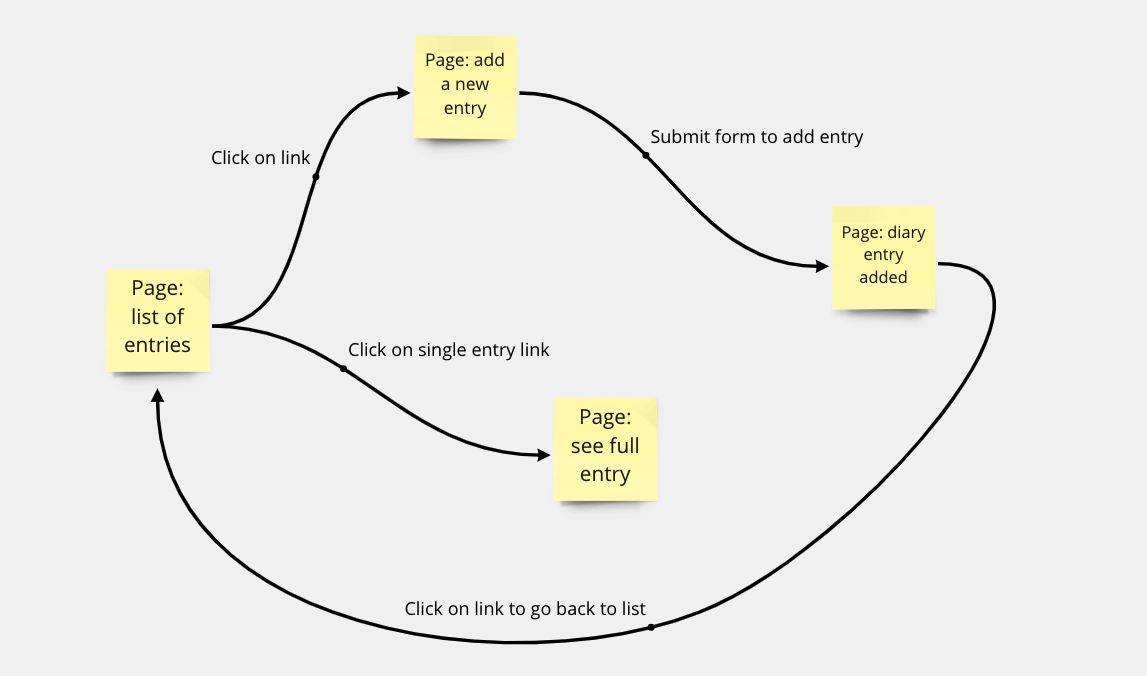 Page: add
a new
entry
Submit form to add entry
Click on link
Page: diary
entry
added
Page:
list of
entries
Click on single entry link
Page:
see full
entry
Click on link to go back to list